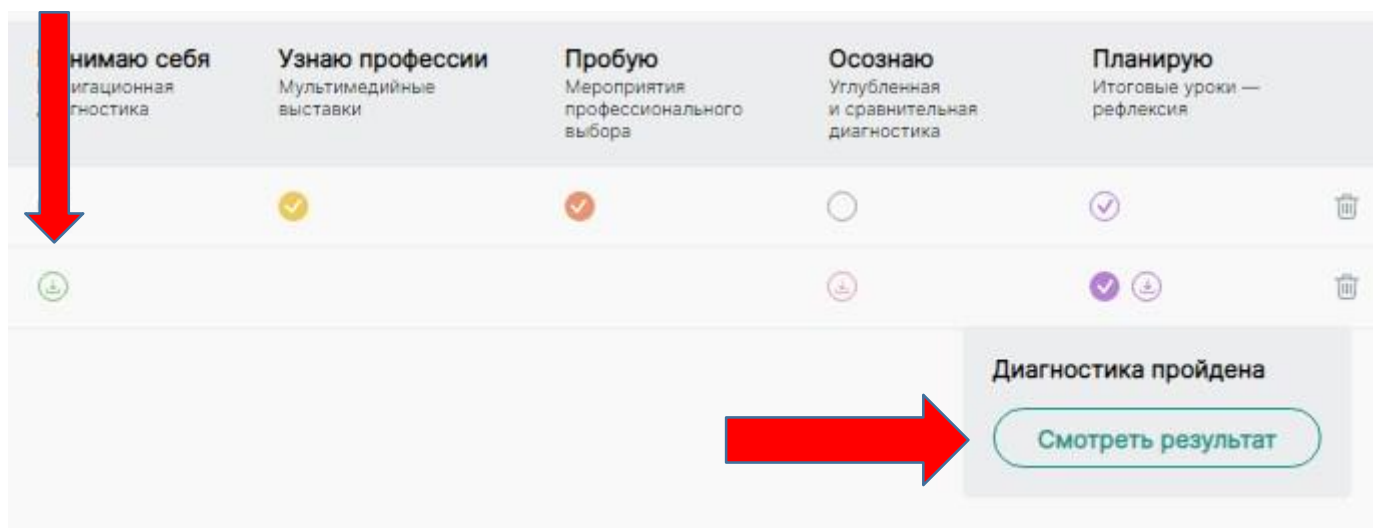 нимаю себя
игационная
гностика
Узнаю профессии
Мультимедийные
выставки
Пробую
Мероприятия
профессионального
выбора
Осознаю
Углубленная
и сравнительная
диагностика
Планирую
Итоговые уроки —
рефлексия
Диагностика пройдена
Смотреть результат